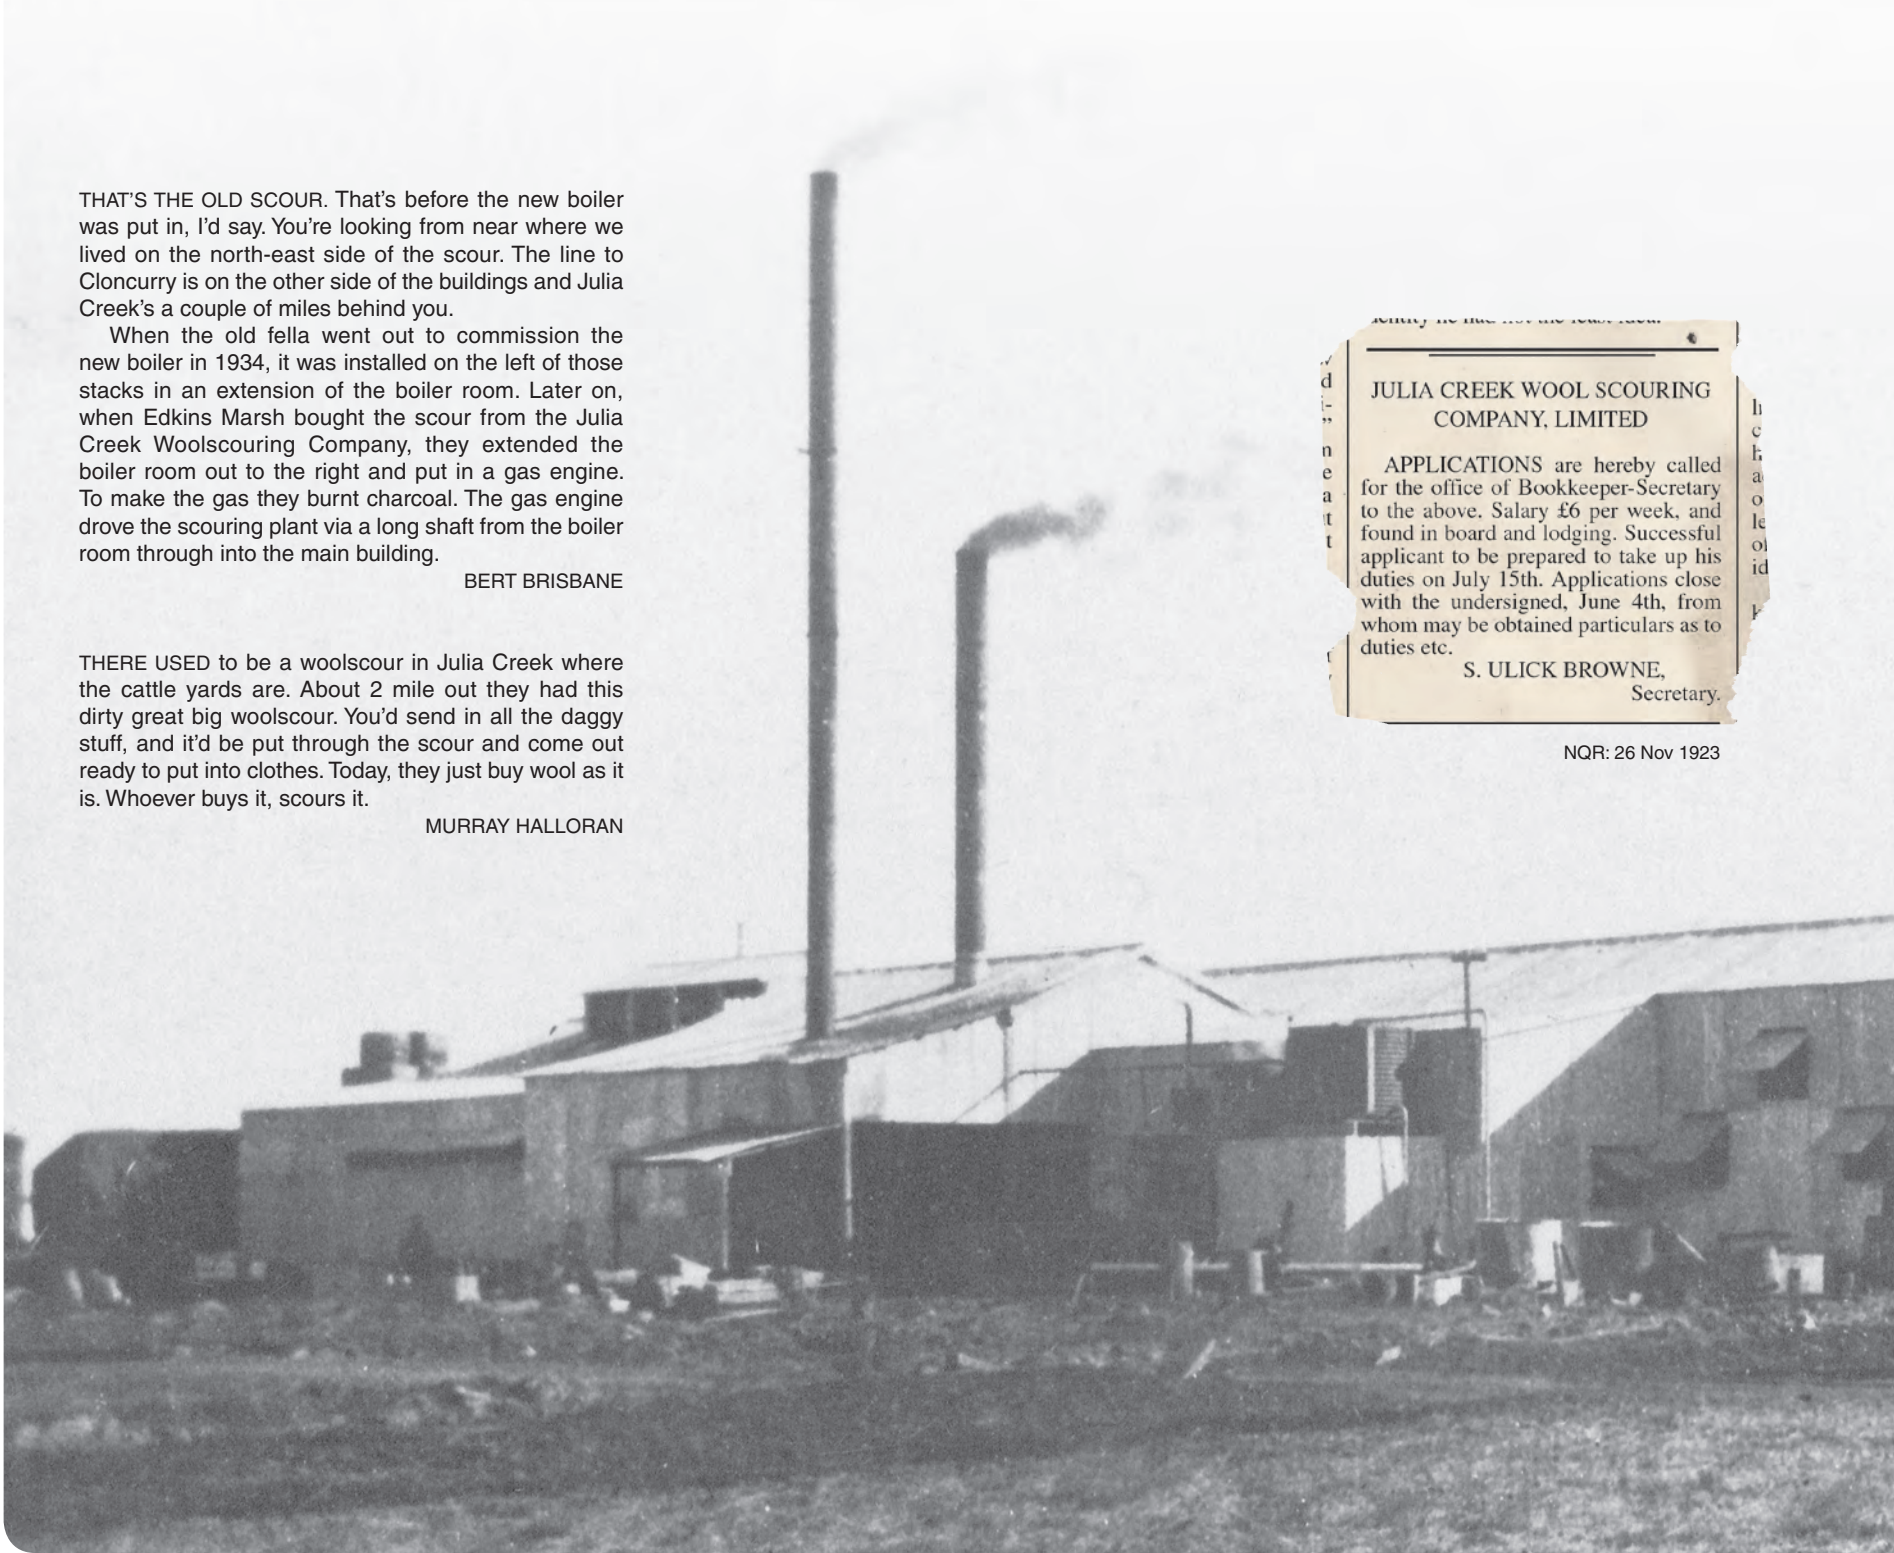 THAT'S THE OLD SCOUR. That's before the new boiler
was put in, I'd say. You're looking from near where we
lived on the north-east side of the scour. The line to
Cloncurry is on the other side of the buildings and Julia
Creek's a couple of miles behind you.
When the old fella went out to commission the
new boiler in 1934, it was installed on the left of those
stacks in an extension of the boiler room. Later on,
when Edkins Marsh bought the scour from the Julia
Creek Woolscouring Company, they extended the
boiler room out to the right and put in a gas engine.
To make the gas they burnt charcoal. The gas engine
drove the scouring plant via a long shaft from the boiler
room through into the main building.
BERT BRISBANE
THERE USED to be a woolscour in Julia Creek where
the cattle yards are. About 2 mile out they had this
dirty great big woolscour. You'd send in all the daggy
stuff, and it'd be put through the scour and come out
ready to put into clothes. Today, they just buy wool as it
is. Whoever buys it, scours it.
MURRAY HALLORAN
JULIA CREEK WOOL SCOURING
COMPANY, LIMITED
APPLICATIONS are hereby called
for the office of Bookkeeper-Secretary
to the above. Salary £6 per week, and
found in board and lodging. Successful
applicant to be prepared to take up his
duties on July 15th. Applications close
with the undersigned, June 4th, from
whom may be obtained particulars as to
duties etc.
S. ULICK BROWNE,
Secretary.
NQR: 26 Nov 1923